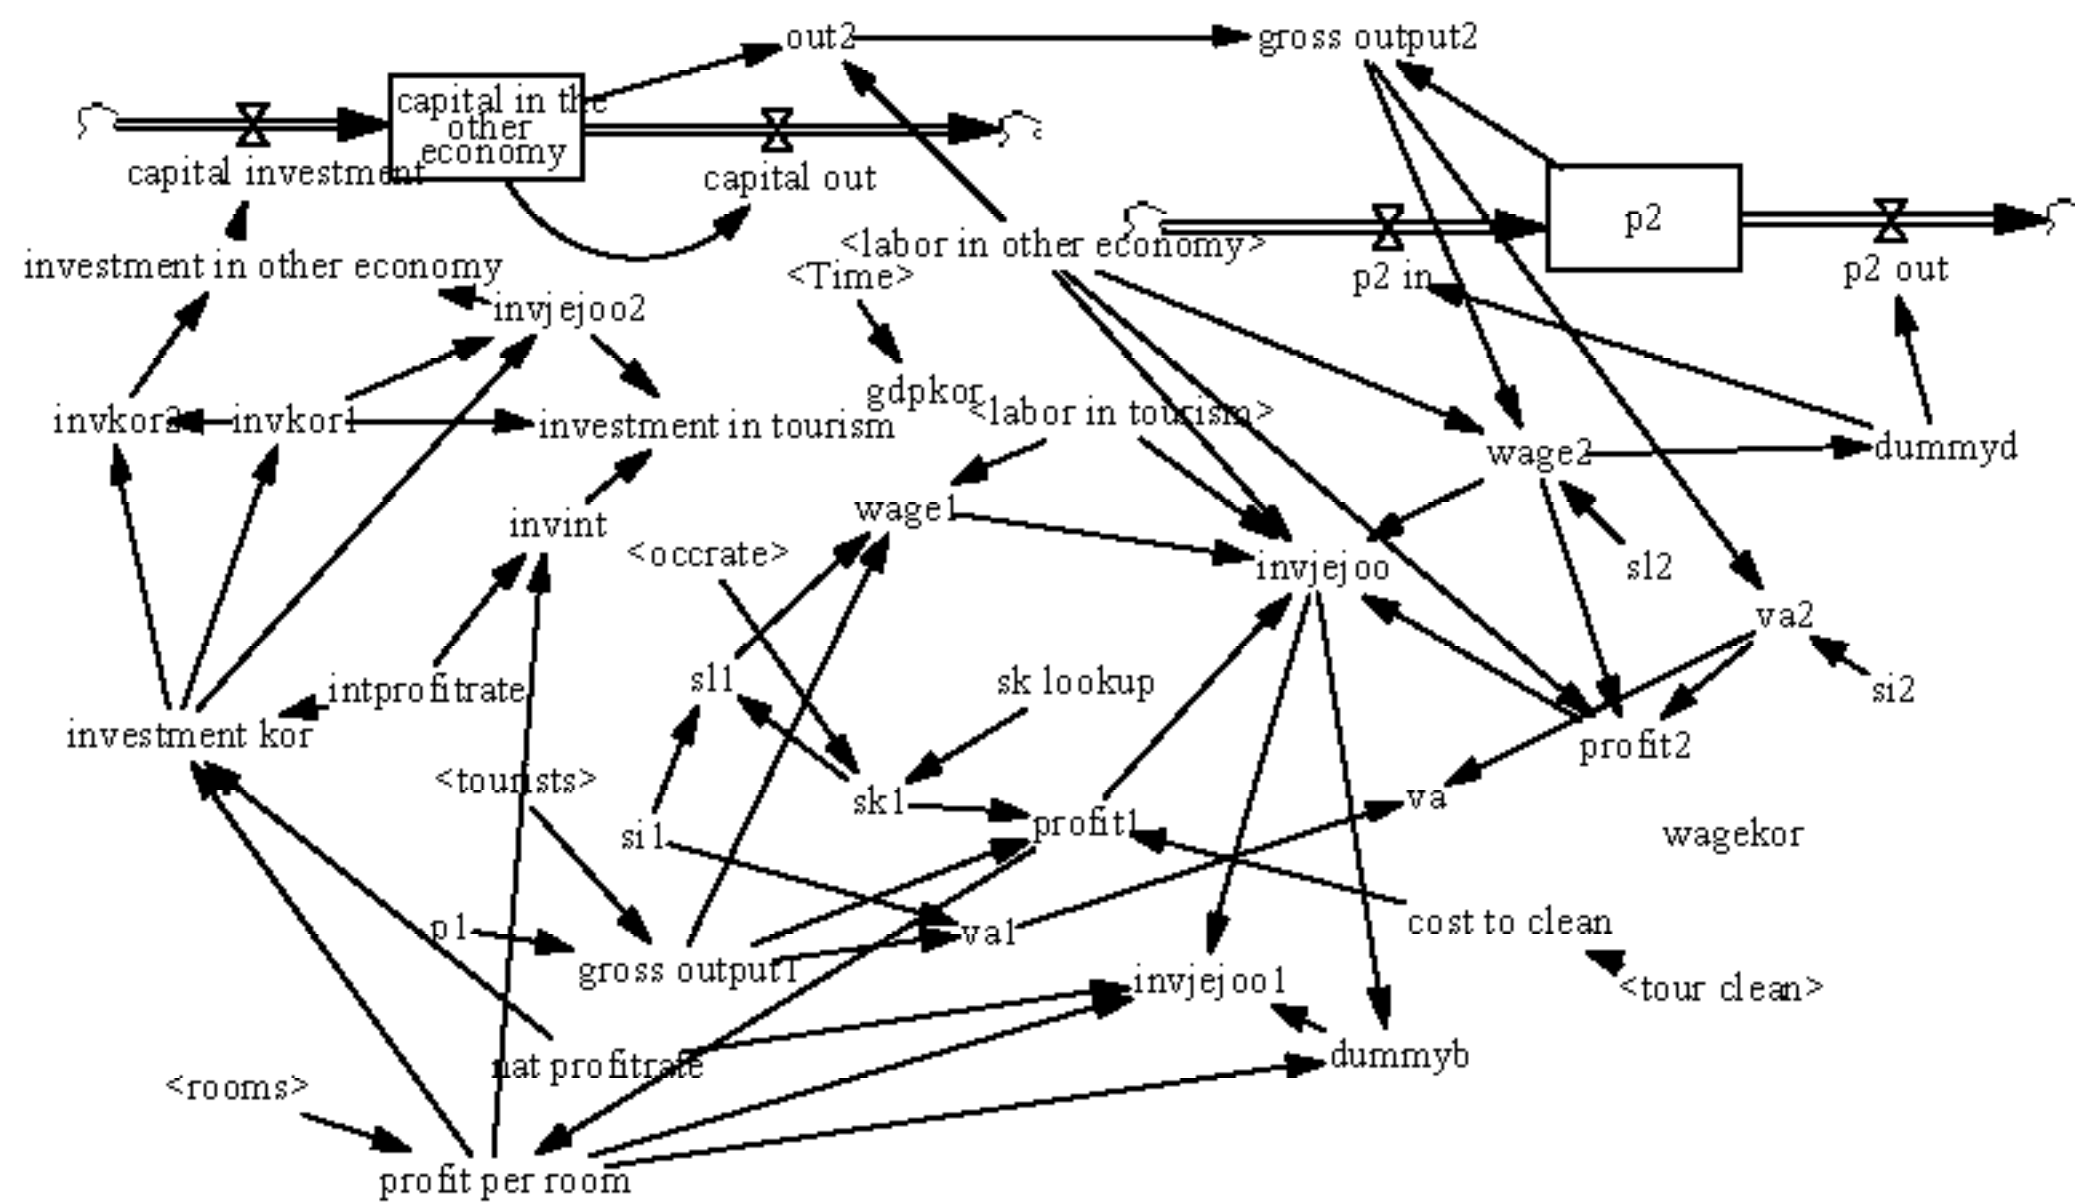 out2
gross output2
capital in the
other
economy
capital investment
capital out
p2
<labor in other economy>
investment in other economy
<Time>
p2 in
p2 out
invjejoo2
gdpkor
<labor in tourism>
invkor2
invkor1
investment in tourism
wage2
dummyd
wage1
invint
<occrate>
invjejoo
sl2
va2
sl1
sk lookup
intprofitrate
si2
investment kor
profit2
<tourists>
sk1
va
si1
profit1
wagekor
p1
va1
cost to clean
gross output1
invjejoo1
<tour clean>
nat profitrate
dummyb
<rooms>
profit per room